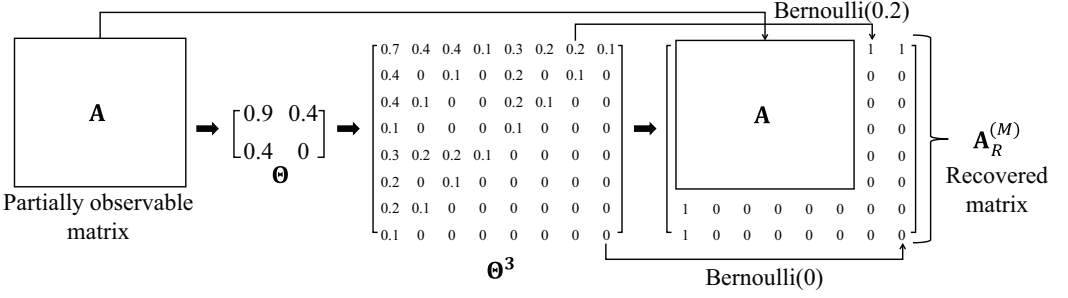 A
Partially observable
matrix
0.9 0.4
0.4 0
Θ
0.7 0.4 0.4 0.1 0.3 0.2 0.2 0.1
0.4 0 0.1 0 0.2 0 0.1 0
0.4 0.1 0 0 0.2 0.1 0 0
0.1 0 0 0 0.1 0 0 0
0.3 0.2 0.2 0.1 0 0 0 0
0.2 0 0.1 0 0 0 0 0
0.2 0.1 0 0 0 0 0 0
0.1 0 0 0 0 0 0 0
Θ³
Bernoulli(0.2)
A
1 1
0 0
0 0
0 0
0 0
0 0
1 0 0 0 0 0 0 0
1 0 0 0 0 0 0 0
Bernoulli(0)
A_R^(M)
Recovered
matrix